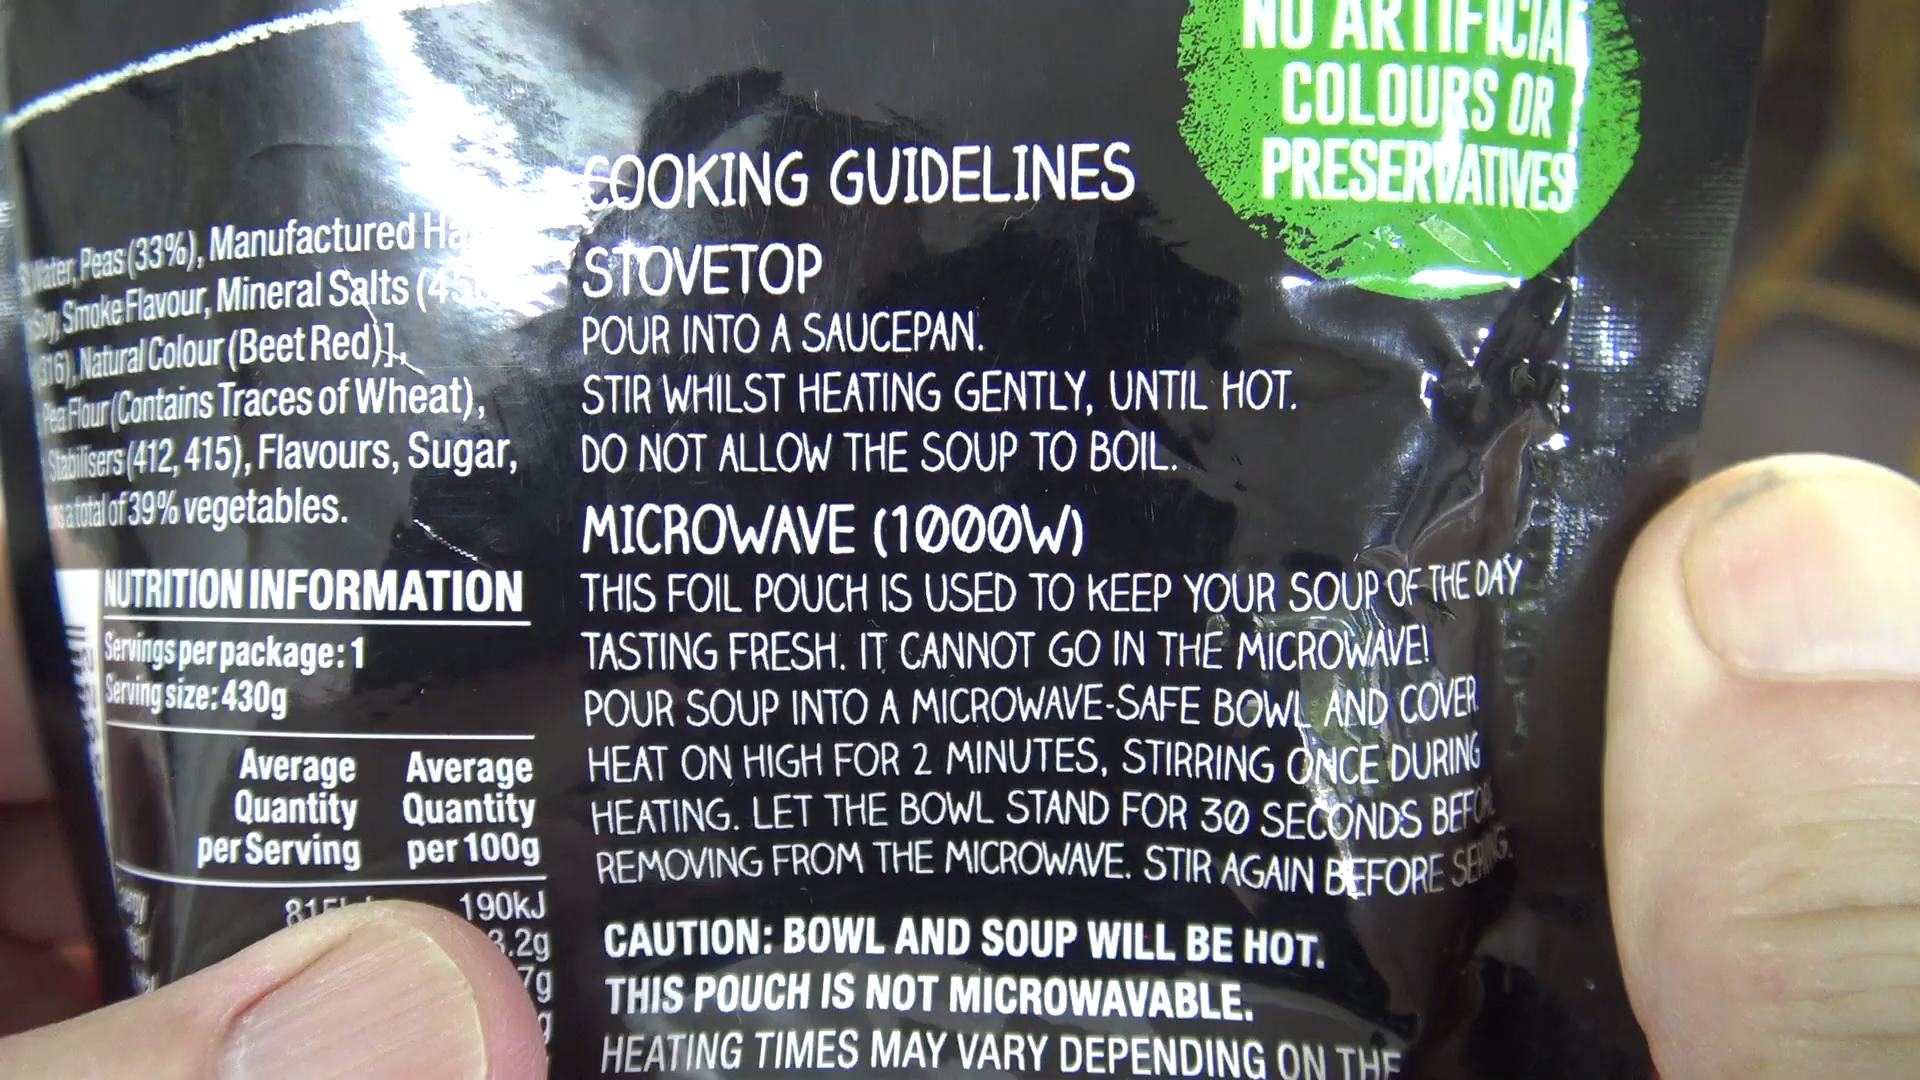 NO ARTIFICIAL
COLOURS OR
PRESERVATIVES
Water, Peas (33%), Manufactured
Soy, Smoke Flavour, Mineral Salts
316), Natural Colour (Beet Red)],
Pea Flour (Contains Traces of Wheat),
Stabilisers (412, 415), Flavours, Sugar,
a total of 39% vegetables.
NUTRITION INFORMATION
Servings per package: 1
Serving size: 430g
Average Average
Quantity Quantity
per Serving per 100g
190kJ
3.2g
COOKING GUIDELINES
STOVETOP
POUR INTO A SAUCEPAN.
STIR WHILST HEATING GENTLY, UNTIL HOT.
DO NOT ALLOW THE SOUP TO BOIL.
MICROWAVE (1000W)
THIS FOIL POUCH IS USED TO KEEP YOUR SOUP OF THE DAY
TASTING FRESH. IT CANNOT GO IN THE MICROWAVE!
POUR SOUP INTO A MICROWAVE-SAFE BOWL AND COVER.
HEAT ON HIGH FOR 2 MINUTES, STIRRING ONCE DURING
HEATING. LET THE BOWL STAND FOR 30 SECONDS BEFORE
REMOVING FROM THE MICROWAVE. STIR AGAIN BEFORE SERVING.
CAUTION: BOWL AND SOUP WILL BE HOT.
THIS POUCH IS NOT MICROWAVABLE.
HEATING TIMES MAY VARY DEPENDING ON THE